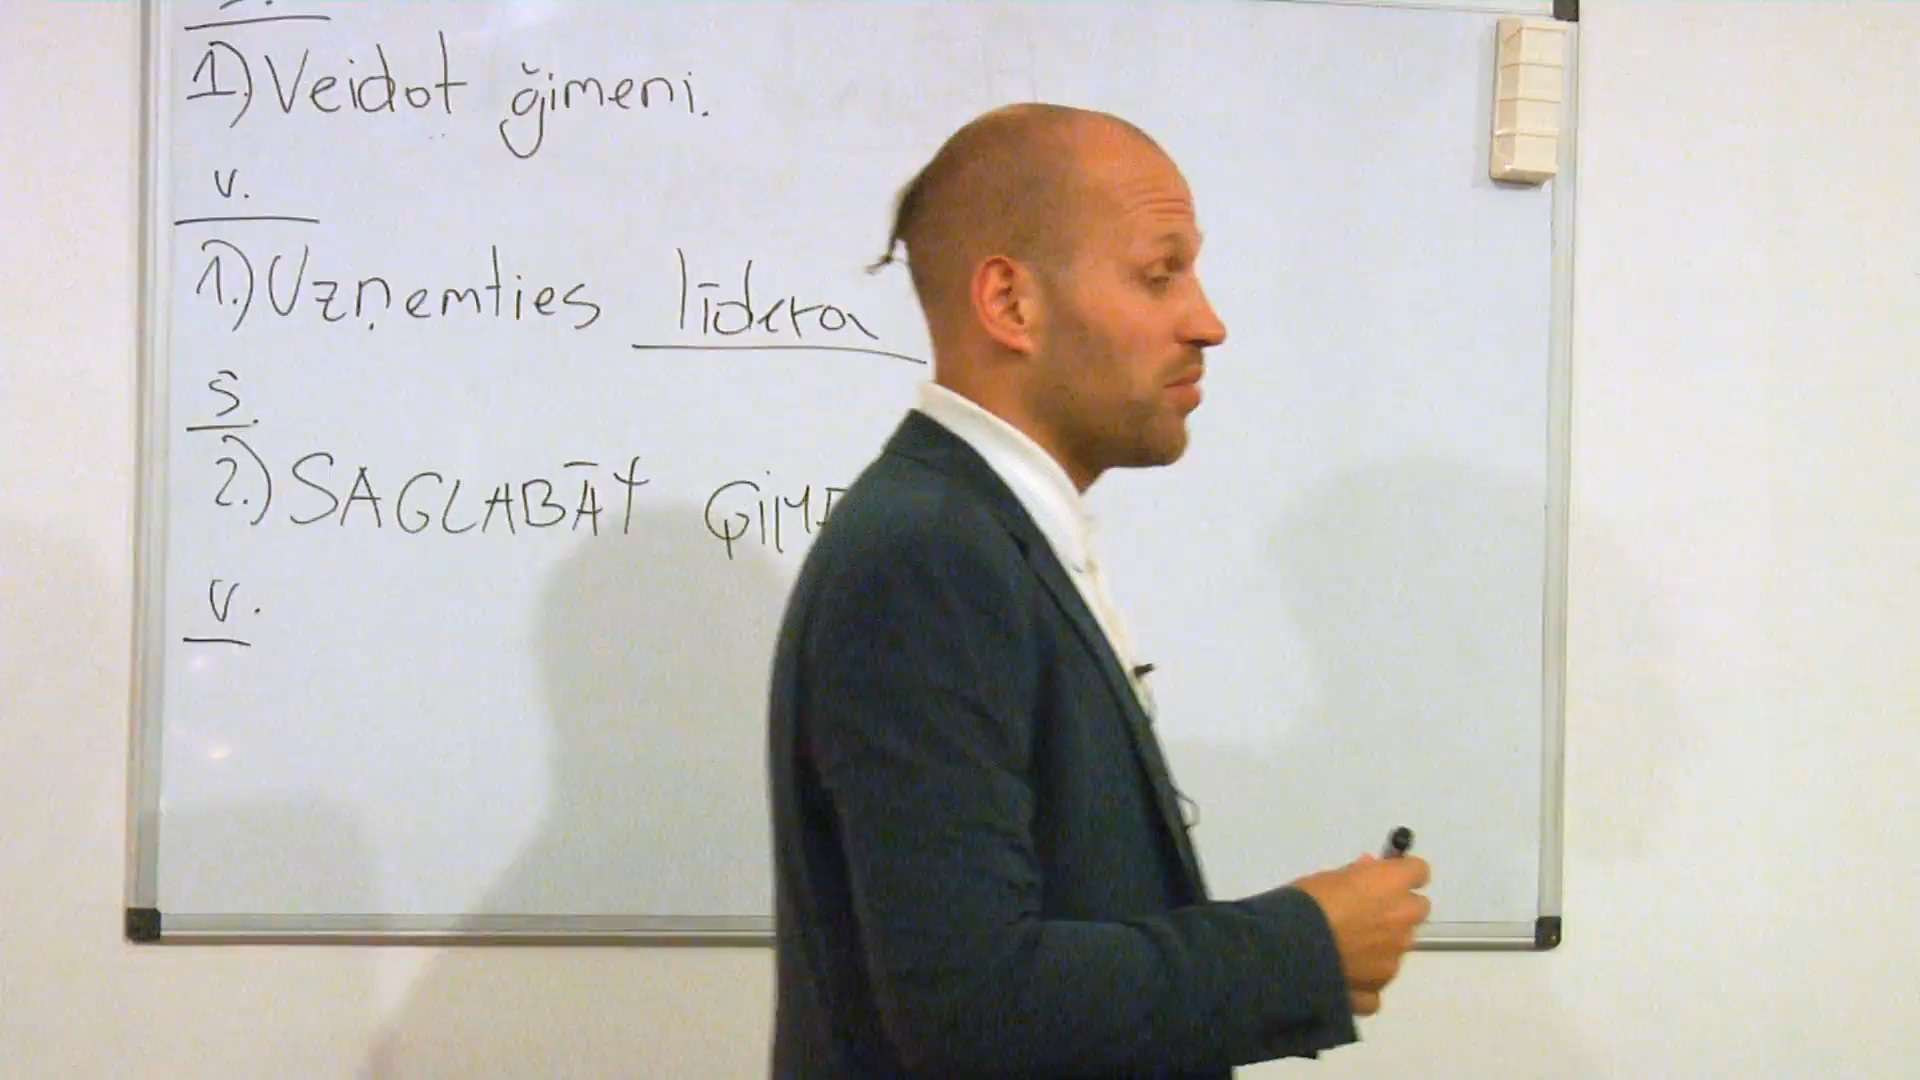 1.) Veidot ģimeni.
v.
1.) Uzņemties līdera
s.
2.) SAGLABĀT
v.